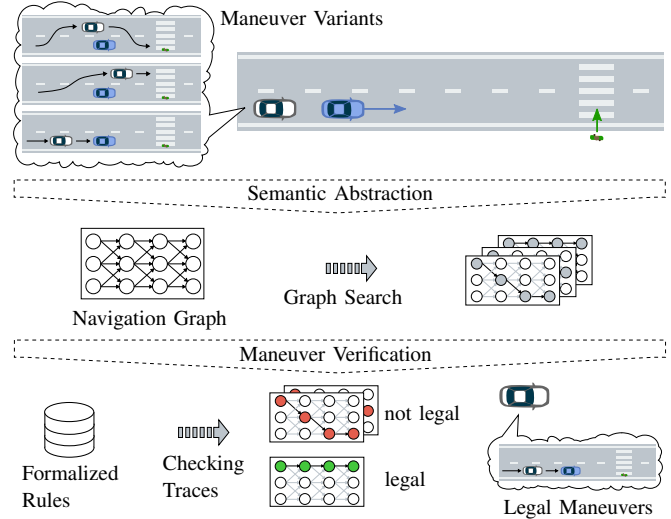 Maneuver Variants
Semantic Abstraction
Navigation Graph
Graph Search
Maneuver Verification
Formalized
Rules
Checking
Traces
not legal
legal
Legal Maneuvers